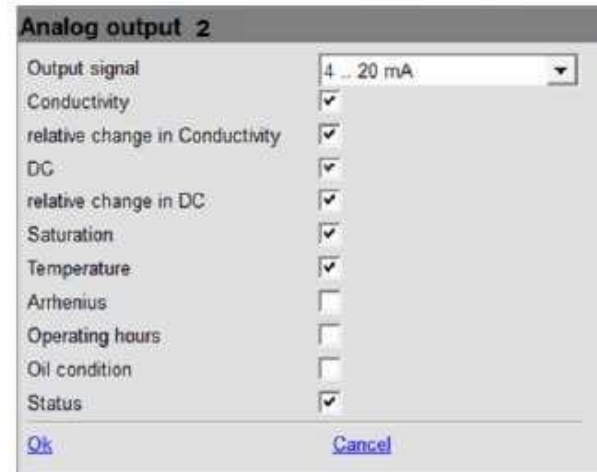 Analog output 2
Output signal 4 .. 20 mA
Conductivity
relative change in Conductivity
DC
relative change in DC
Saturation
Temperature
Arrhenius
Operating hours
Oil condition
Status
Ok Cancel